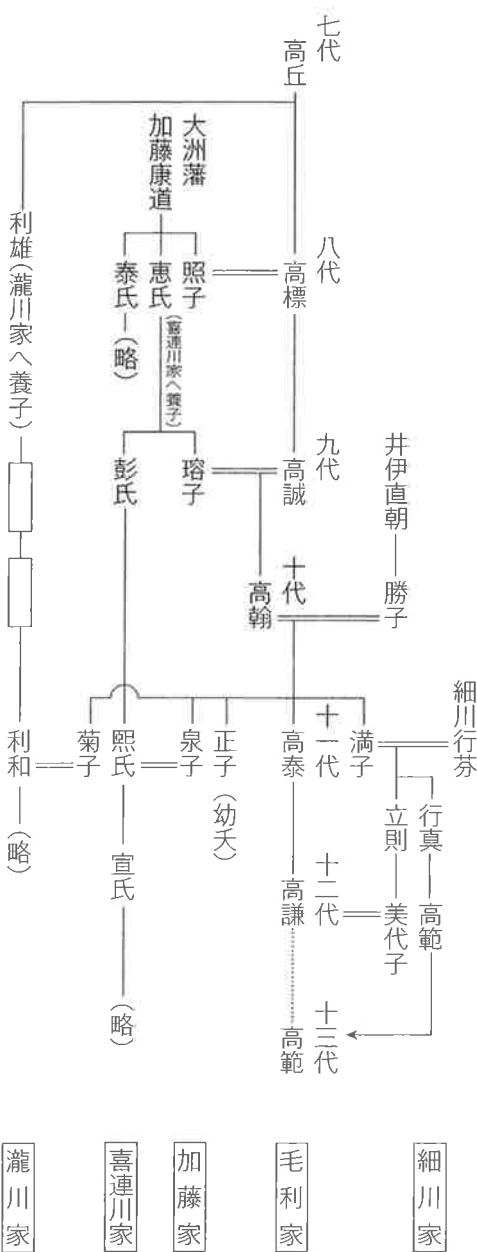 細川行芬
井伊直朝
勝子
満子
行真
立則
高範
美代子
七代
高丘
八代
高標
九代
高誠
十代
高翰
十一代
高泰
十二代
高謙
十三代
高範
大洲藩
加藤康道
照子
恵氏
(喜連川家へ養子)
泰氏
(略)
瑢子
彭氏
正子(幼夭)
泉子
熙氏
菊子
宣氏
(略)
利雄(瀧川家へ養子)
利和
(略)
細川家
毛利家
加藤家
喜連川家
瀧川家